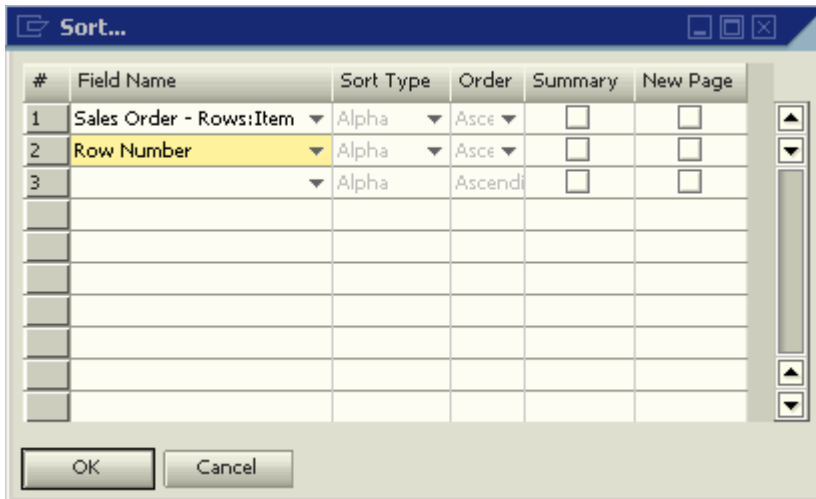 Sort...
# Field Name Sort Type Order Summary New Page
1 Sales Order - Rows:Item Alpha Asce
2 Row Number Alpha Asce
3 Alpha Ascendi
OK Cancel